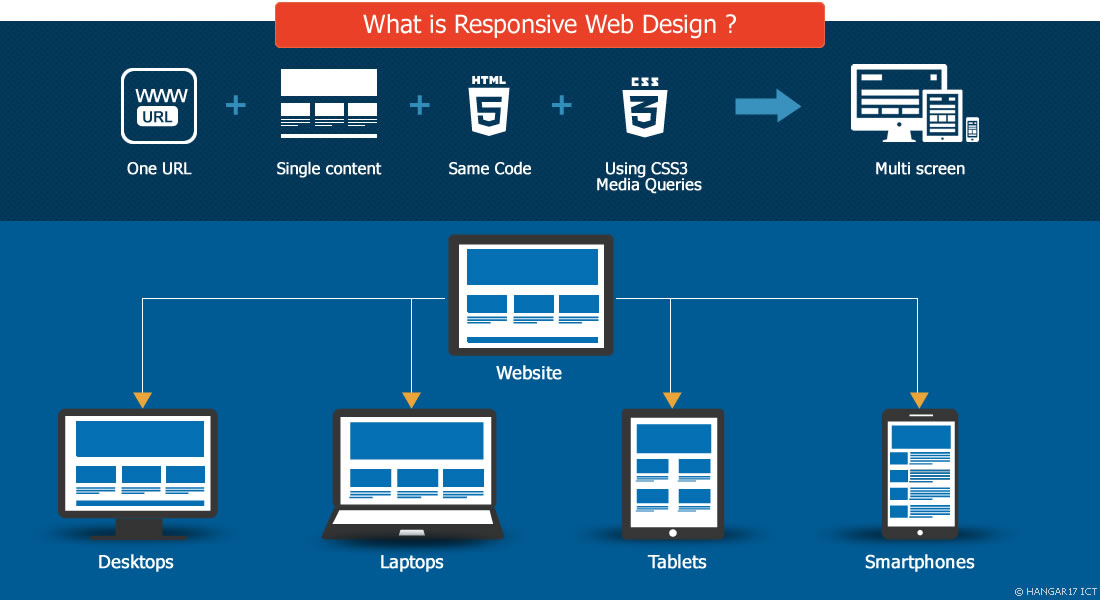 What is Responsive Web Design ?
WWW
URL
HTML
5
CSS
3
One URL
Single content
Same Code
Using CSS3
Media Queries
Multi screen
Website
Desktops
Laptops
Tablets
Smartphones
© HANGAR17 ICT